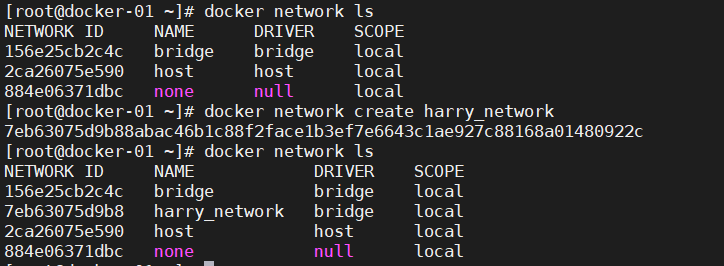 [root@docker-01 ~]# docker network ls
NETWORK ID     NAME      DRIVER    SCOPE
156e25cb2c4c   bridge    bridge    local
2ca26075e590   host      host      local
884e06371dbc   none      null      local
[root@docker-01 ~]# docker network create harry_network
7eb63075d9b88abac46b1c88f2face1b3ef7e6643c1ae927c88168a01480922c
[root@docker-01 ~]# docker network ls
NETWORK ID     NAME            DRIVER    SCOPE
156e25cb2c4c   bridge          bridge    local
7eb63075d9b8   harry_network   bridge    local
2ca26075e590   host            host      local
884e06371dbc   none            null      local